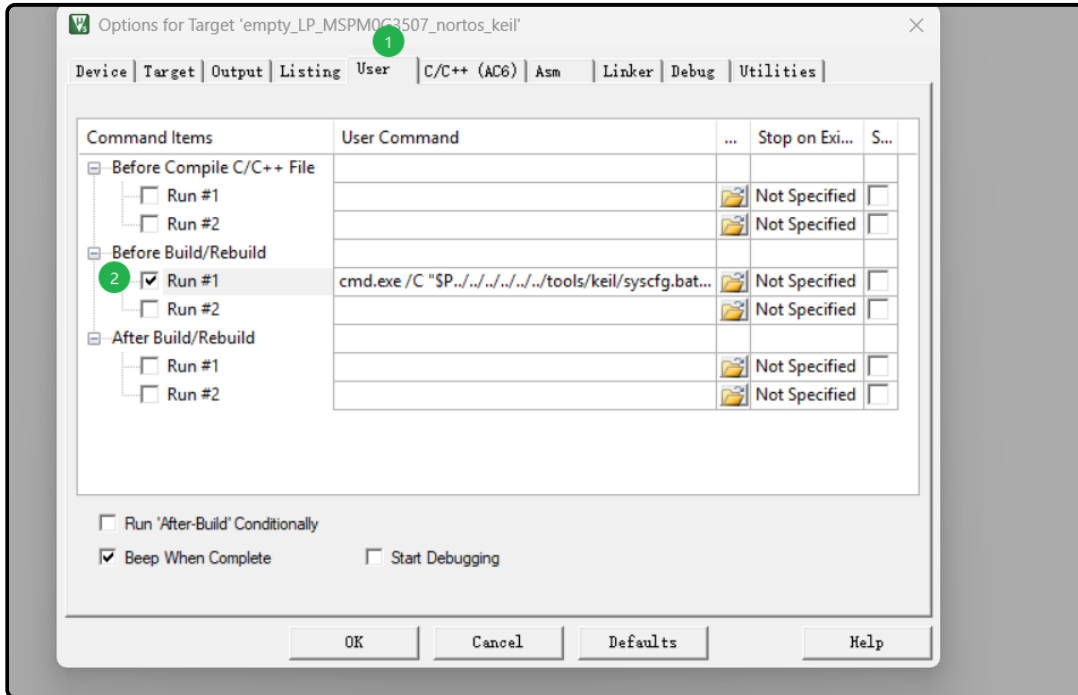 Options for Target 'empty_LP_MSPM0G3507_nortos_keil'
1
Device Target Output Listing User C/C++ (AC6) Asm Linker Debug Utilities
Command Items User Command ... Stop on Exi... S...
Before Compile C/C++ File
Run #1 Not Specified
Run #2 Not Specified
Before Build/Rebuild
2 Run #1 cmd.exe /C "$P../../../../../../tools/keil/syscfg.bat... Not Specified
Run #2 Not Specified
After Build/Rebuild
Run #1 Not Specified
Run #2 Not Specified
Run 'After-Build' Conditionally
Beep When Complete Start Debugging
OK Cancel Defaults Help